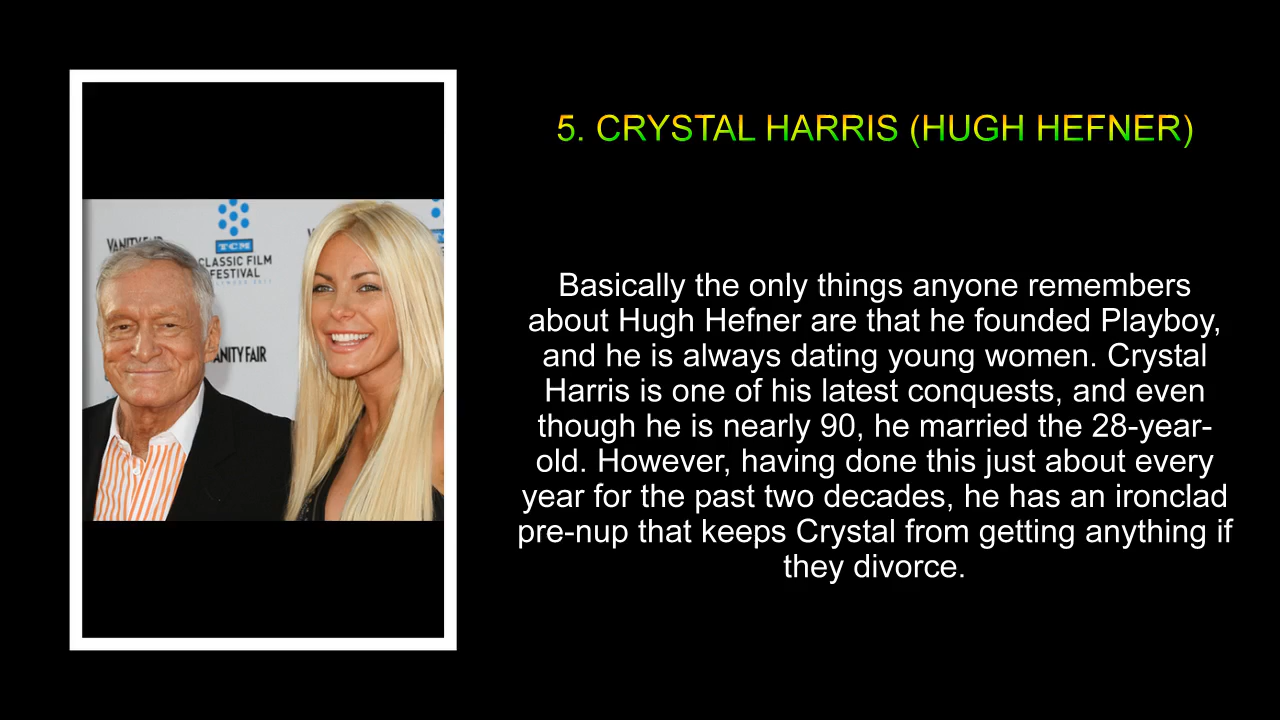 5. CRYSTAL HARRIS (HUGH HEFNER)
VANITY FAIR
TCM
CLASSIC FILM
FESTIVAL
VANITY FAIR
Basically the only things anyone remembers
about Hugh Hefner are that he founded Playboy,
and he is always dating young women. Crystal
Harris is one of his latest conquests, and even
though he is nearly 90, he married the 28-year-
old. However, having done this just about every
year for the past two decades, he has an ironclad
pre-nup that keeps Crystal from getting anything if
they divorce.